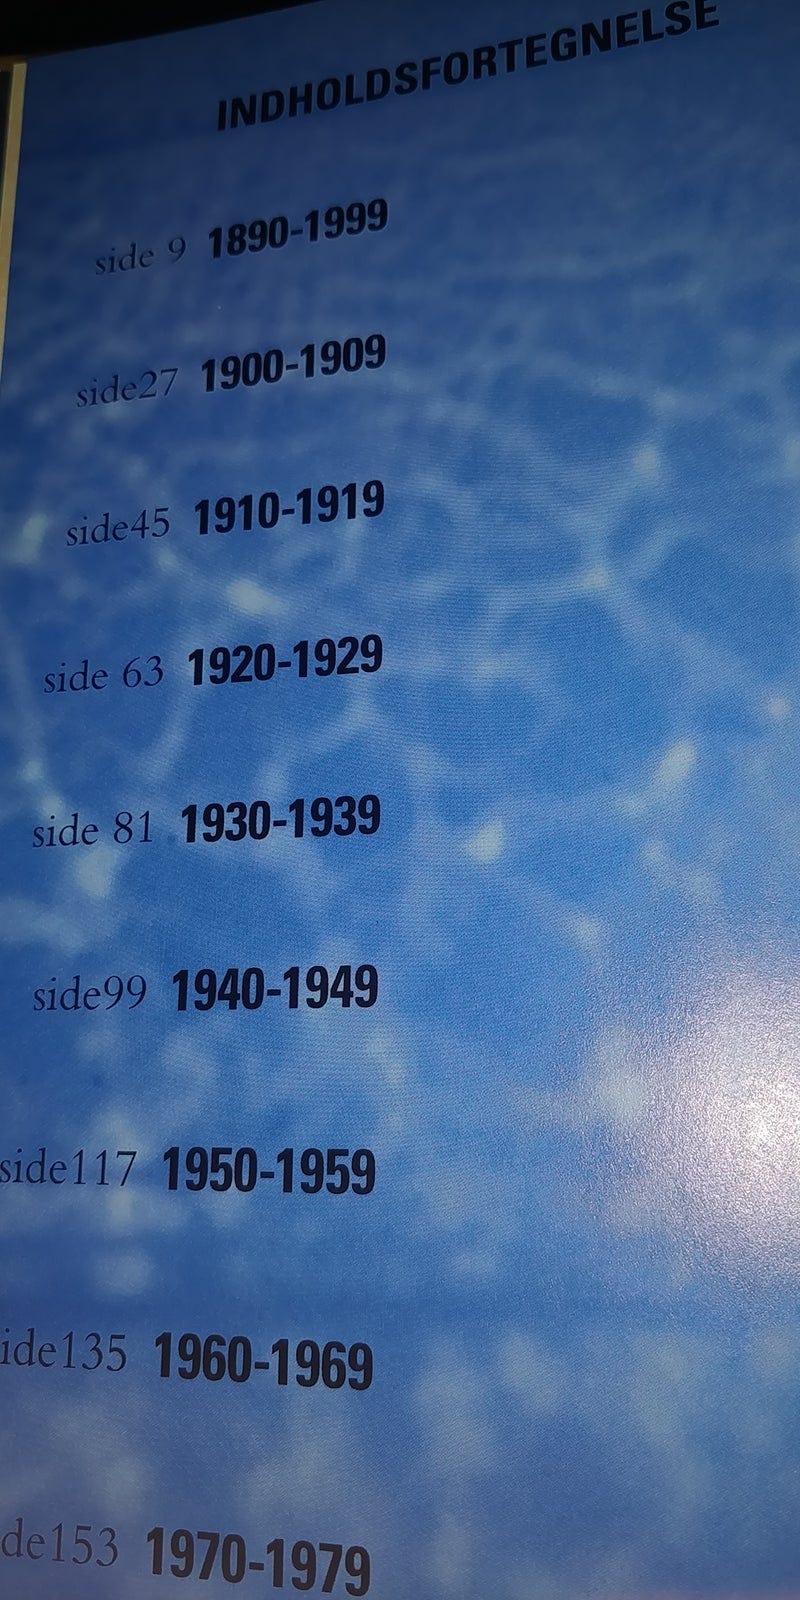 INDHOLDSFORTEGNELSE
side 9 1890-1999
side27 1900-1909
side45 1910-1919
side 63 1920-1929
side 81 1930-1939
side99 1940-1949
side117 1950-1959
ide135 1960-1969
de153 1970-1979